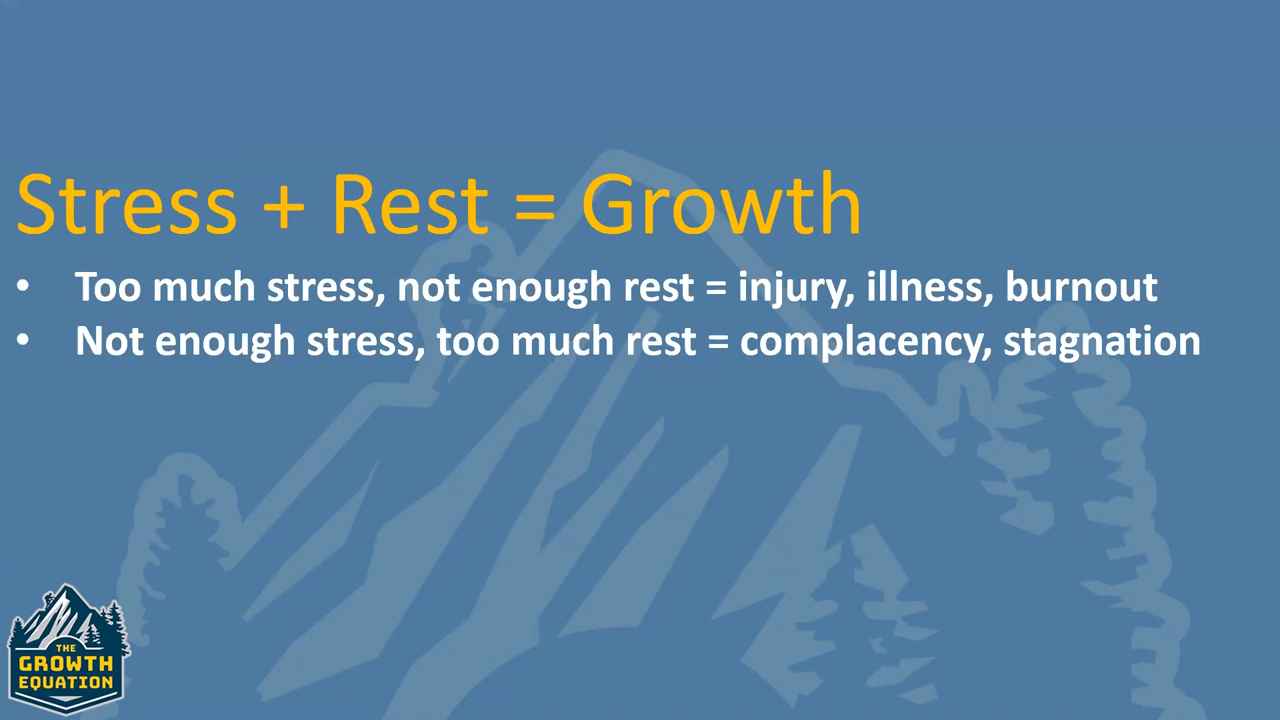 Stress + Rest = Growth
• Too much stress, not enough rest = injury, illness, burnout
• Not enough stress, too much rest = complacency, stagnation
THE
GROWTH
EQUATION